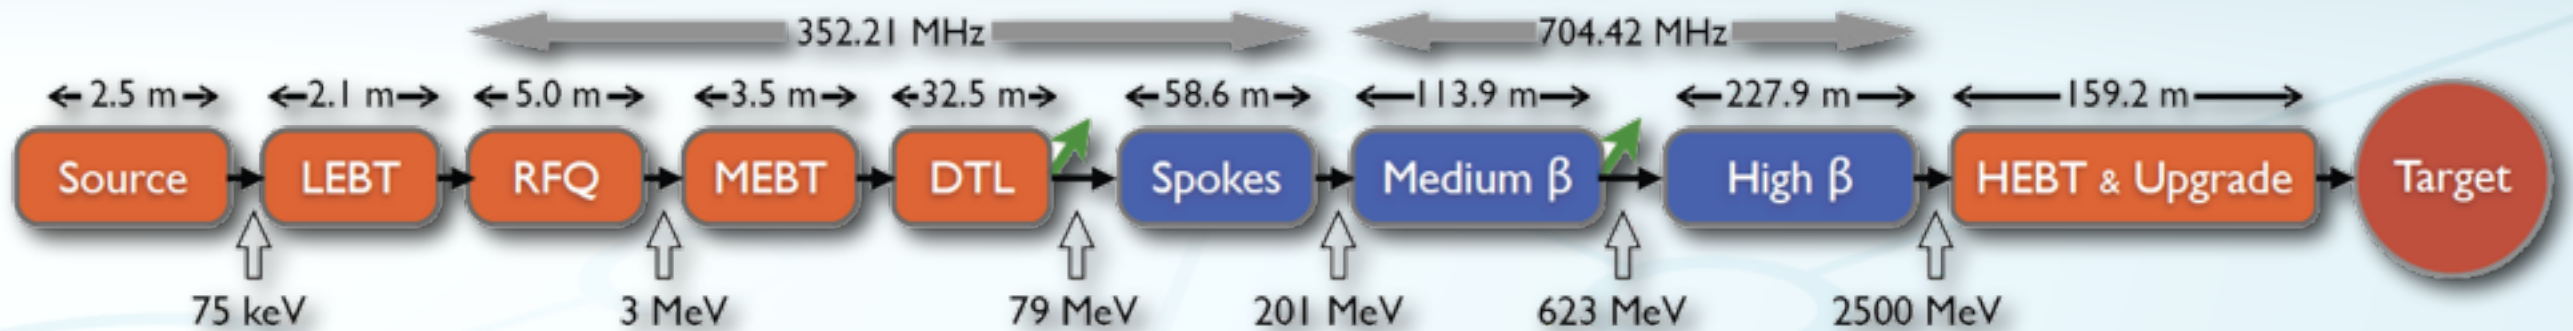 352.21 MHz 704.42 MHz
2.5 m 2.1 m 5.0 m 3.5 m 32.5 m 58.6 m 113.9 m 227.9 m 159.2 m
Source LEBT RFQ MEBT DTL Spokes Medium β High β HEBT & Upgrade Target
75 keV 3 MeV 79 MeV 201 MeV 623 MeV 2500 MeV